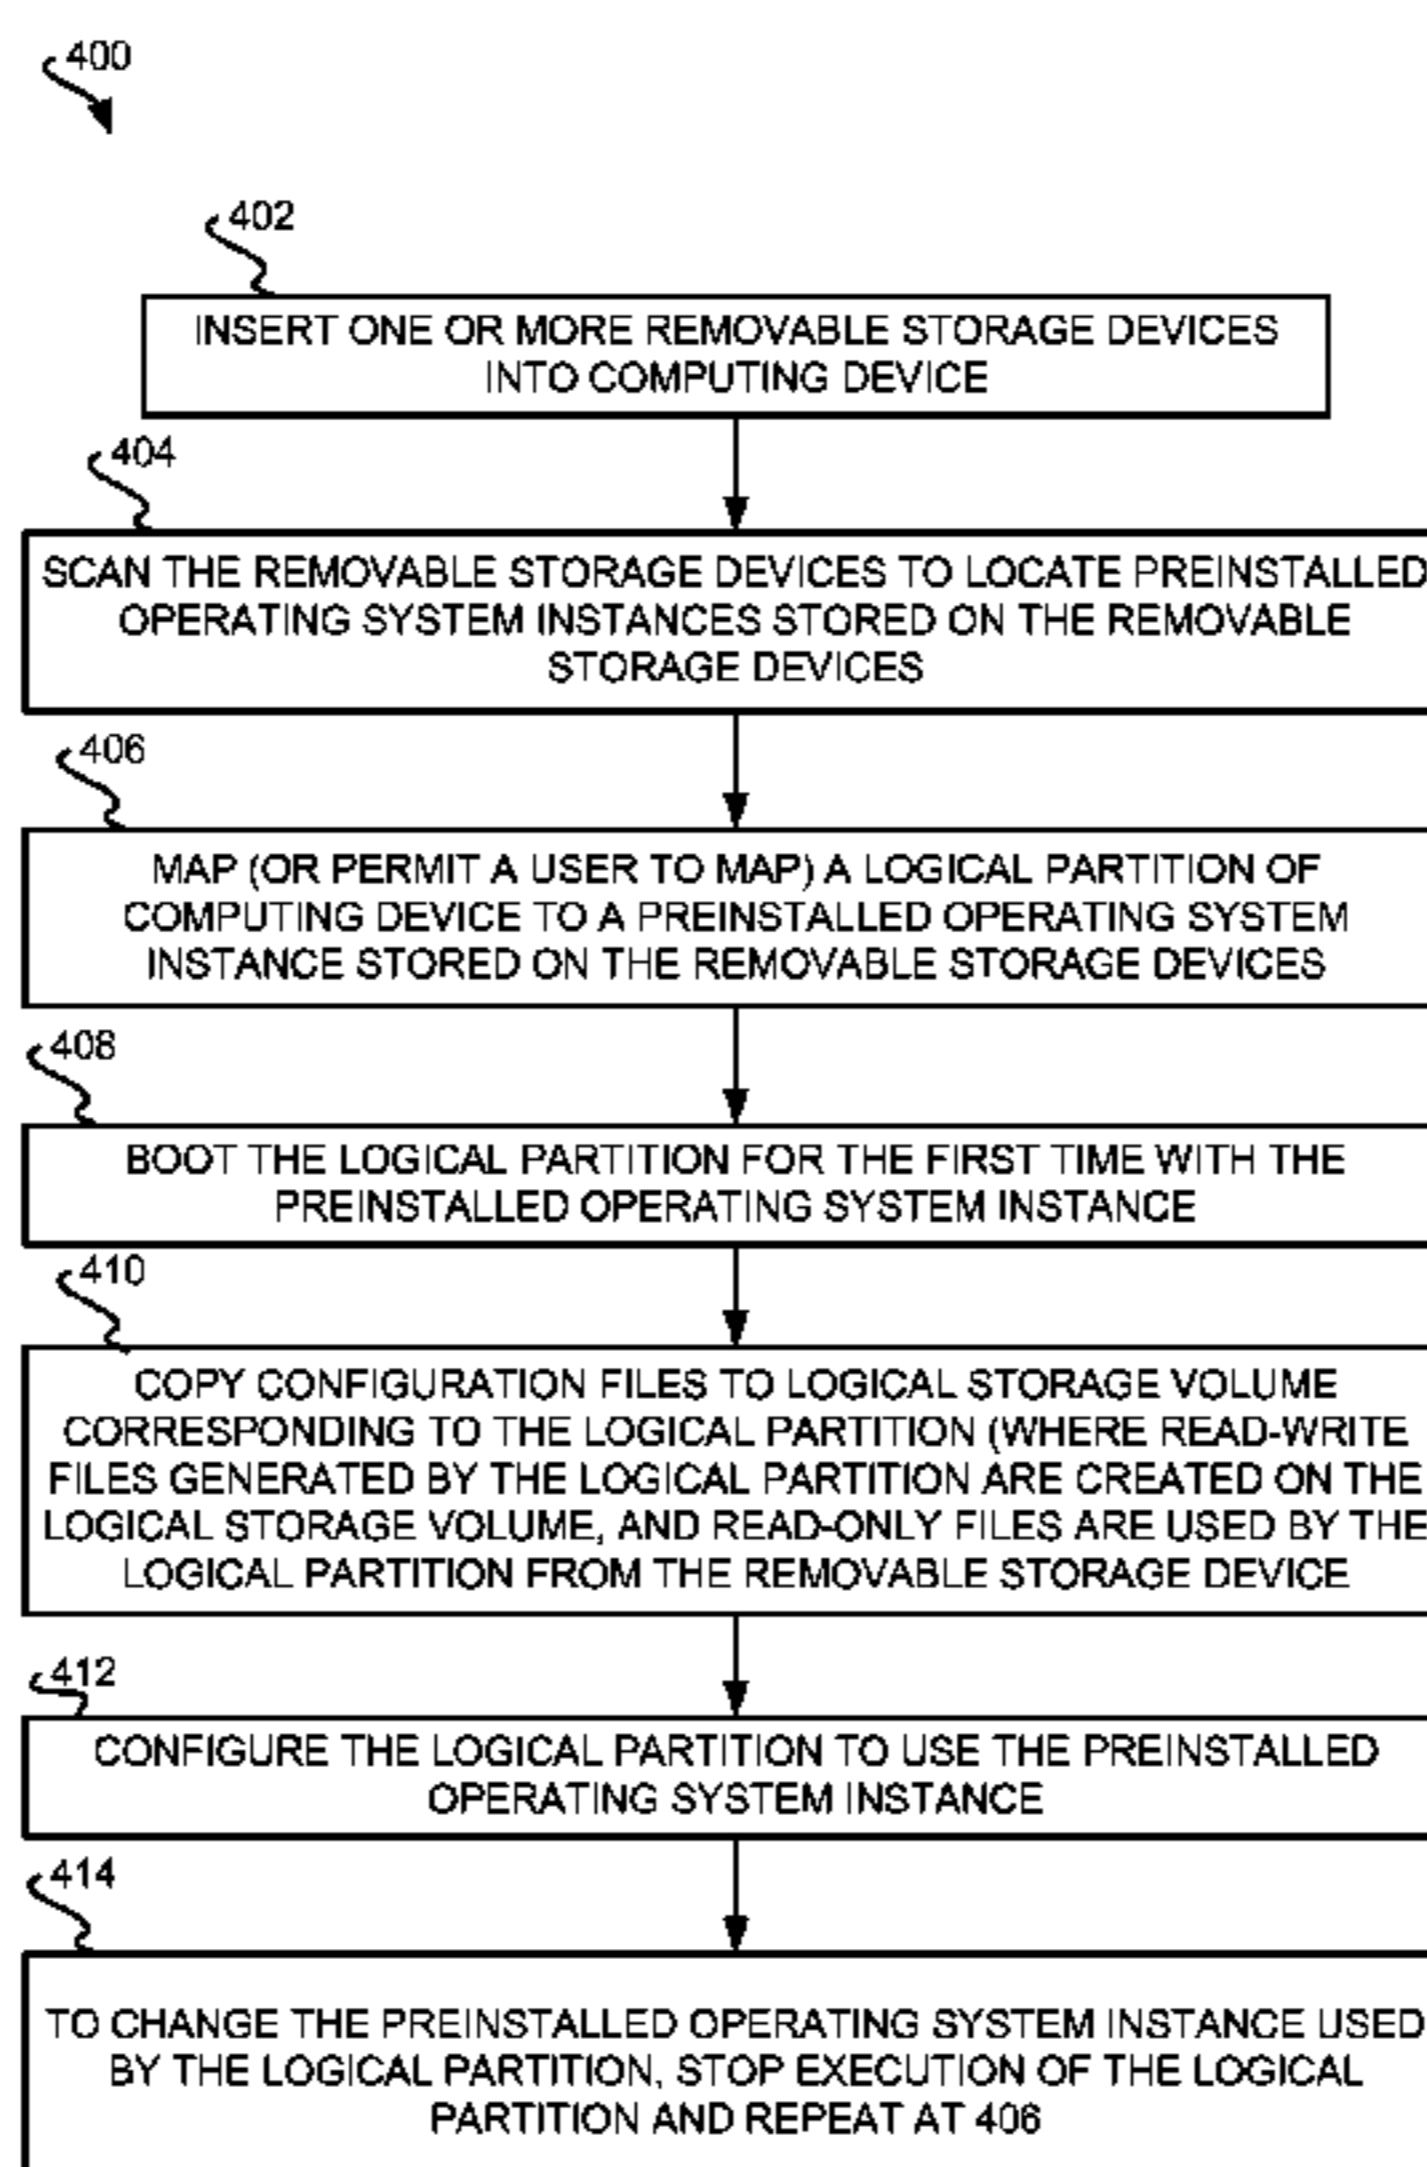 400
402
INSERT ONE OR MORE REMOVABLE STORAGE DEVICES
INTO COMPUTING DEVICE
404
SCAN THE REMOVABLE STORAGE DEVICES TO LOCATE PREINSTALLED
OPERATING SYSTEM INSTANCES STORED ON THE REMOVABLE
STORAGE DEVICES
406
MAP (OR PERMIT A USER TO MAP) A LOGICAL PARTITION OF
COMPUTING DEVICE TO A PREINSTALLED OPERATING SYSTEM
INSTANCE STORED ON THE REMOVABLE STORAGE DEVICES
408
BOOT THE LOGICAL PARTITION FOR THE FIRST TIME WITH THE
PREINSTALLED OPERATING SYSTEM INSTANCE
410
COPY CONFIGURATION FILES TO LOGICAL STORAGE VOLUME
CORRESPONDING TO THE LOGICAL PARTITION (WHERE READ-WRITE
FILES GENERATED BY THE LOGICAL PARTITION ARE CREATED ON THE
LOGICAL STORAGE VOLUME, AND READ-ONLY FILES ARE USED BY THE
LOGICAL PARTITION FROM THE REMOVABLE STORAGE DEVICE
412
CONFIGURE THE LOGICAL PARTITION TO USE THE PREINSTALLED
OPERATING SYSTEM INSTANCE
414
TO CHANGE THE PREINSTALLED OPERATING SYSTEM INSTANCE USED
BY THE LOGICAL PARTITION, STOP EXECUTION OF THE LOGICAL
PARTITION AND REPEAT AT 406